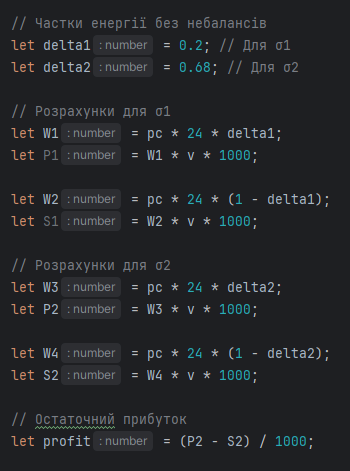 // Частки енергії без небалансів
let delta1 : number = 0.2; // Для σ1
let delta2 : number = 0.68; // Для σ2
// Розрахунки для σ1
let W1 : number = pc * 24 * delta1;
let P1 : number = W1 * v * 1000;
let W2 : number = pc * 24 * (1 - delta1);
let S1 : number = W2 * v * 1000;
// Розрахунки для σ2
let W3 : number = pc * 24 * delta2;
let P2 : number = W3 * v * 1000;
let W4 : number = pc * 24 * (1 - delta2);
let S2 : number = W4 * v * 1000;
// Остаточний прибуток
let profit : number = (P2 - S2) / 1000;